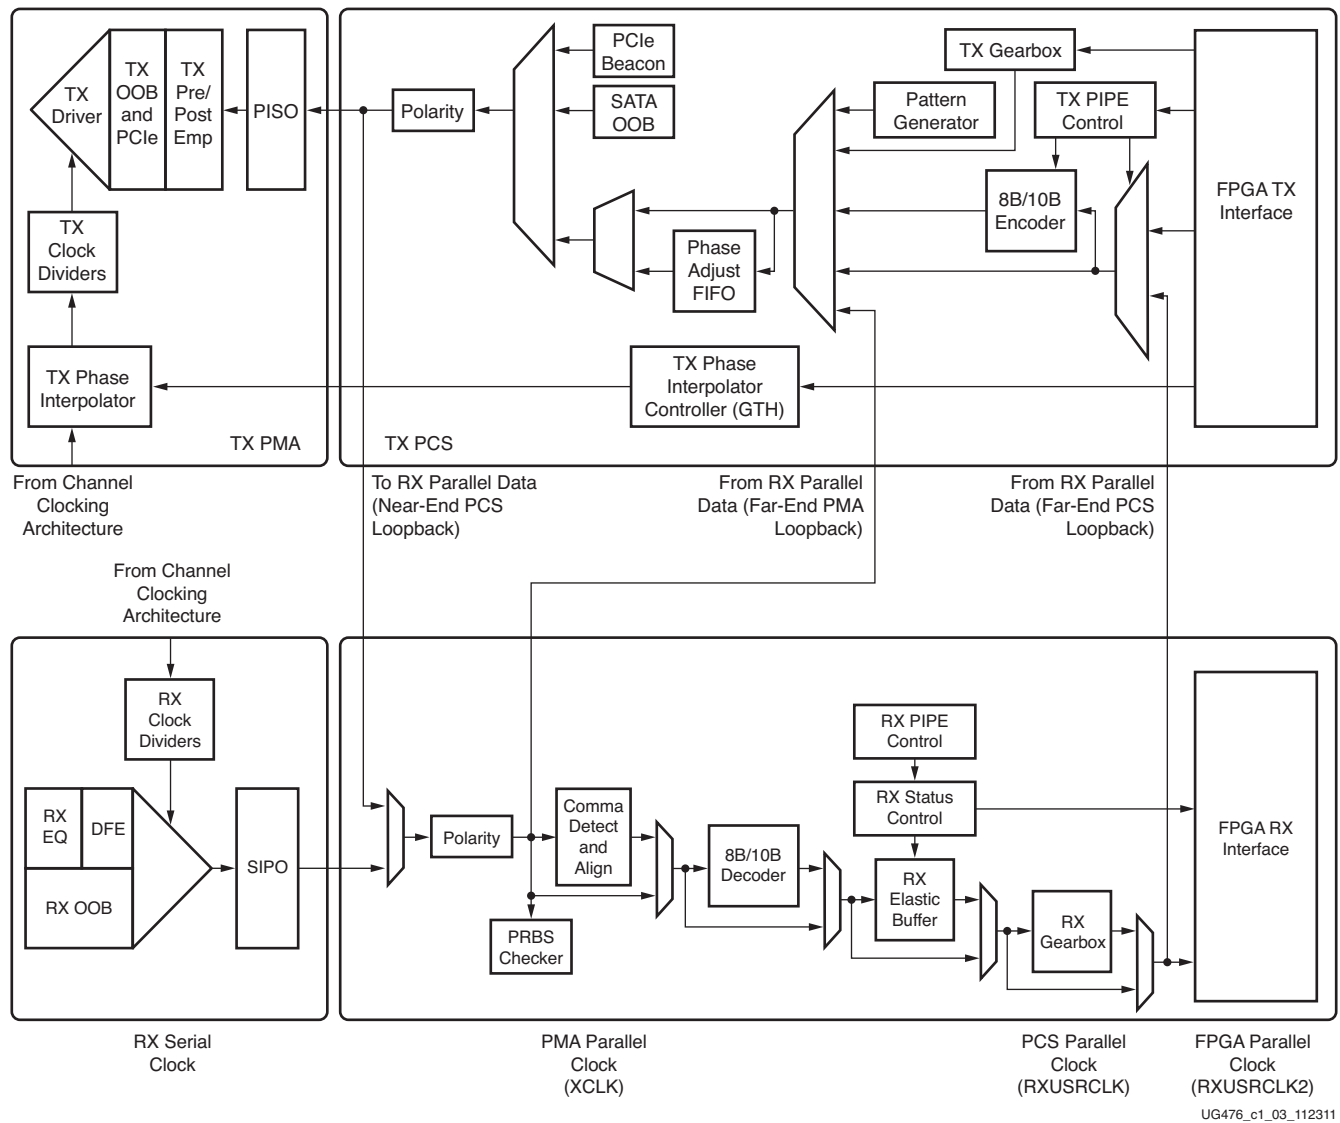 TX
Driver
TX
OOB
and
PCIe
TX
Pre/
Post
Emp
PISO
Polarity
PCIe
Beacon
SATA
OOB
TX Gearbox
Pattern
Generator
TX PIPE
Control
8B/10B
Encoder
FPGA TX
Interface
TX
Clock
Dividers
Phase
Adjust
FIFO
TX Phase
Interpolator
TX Phase
Interpolator
Controller (GTH)
TX PMA
TX PCS
From Channel
Clocking
Architecture
To RX Parallel Data
(Near-End PCS
Loopback)
From RX Parallel
Data (Far-End PMA
Loopback)
From RX Parallel
Data (Far-End PCS
Loopback)
From Channel
Clocking
Architecture
RX
Clock
Dividers
RX
EQ
DFE
RX OOB
SIPO
Polarity
PRBS
Checker
Comma
Detect
and
Align
8B/10B
Decoder
RX PIPE
Control
RX Status
Control
RX
Elastic
Buffer
RX
Gearbox
FPGA RX
Interface
RX Serial
Clock
PMA Parallel
Clock
(XCLK)
PCS Parallel
Clock
(RXUSRCLK)
FPGA Parallel
Clock
(RXUSRCLK2)
UG476_c1_03_112311